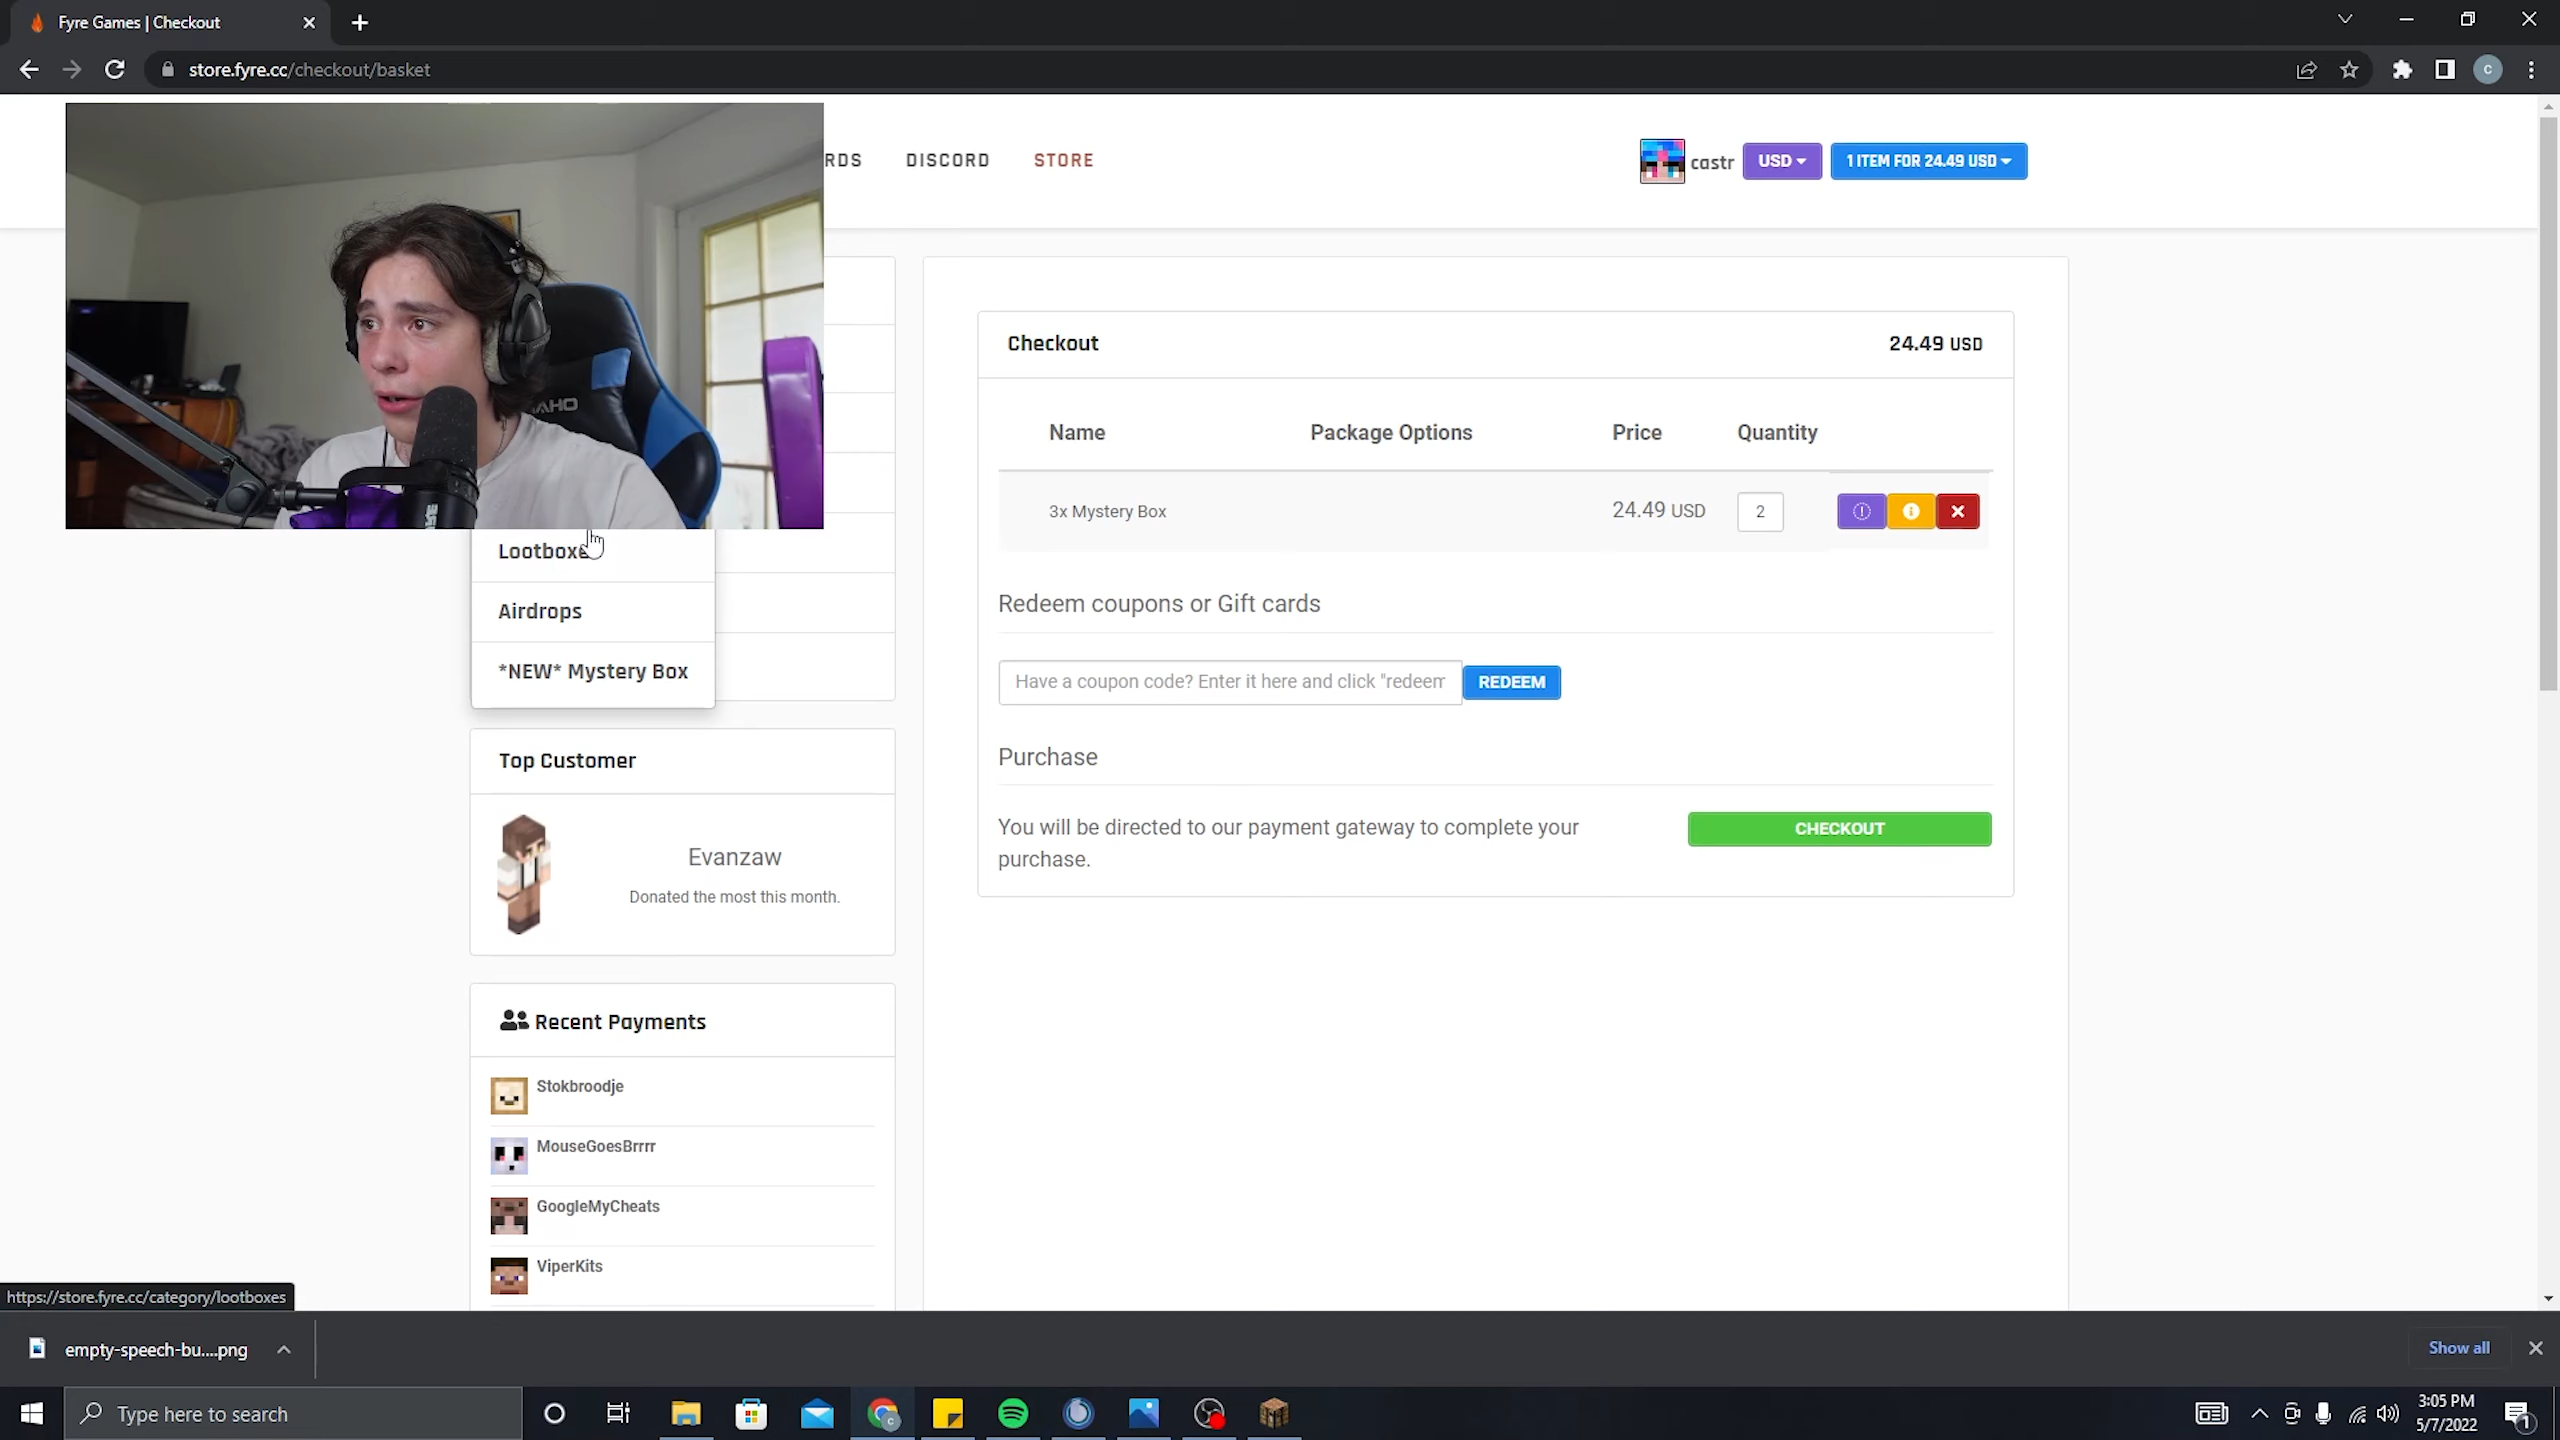 Fyre Games | Checkout
store.fyre.cc/checkout/basket
RDS
DISCORD
STORE
castr
USD
1 ITEM FOR 24.49 USD
AHO
Lootboxe
Airdrops
*NEW* Mystery Box
Top Customer
Evanzaw
Donated the most this month.
Recent Payments
Stokbroodje
MouseGoesBrrrr
GoogleMyCheats
ViperKits
Checkout
24.49 USD
Name
Package Options
Price
Quantity
3x Mystery Box
24.49 USD
2
Redeem coupons or Gift cards
Have a coupon code? Enter it here and click "redeem
REDEEM
Purchase
You will be directed to our payment gateway to complete your
purchase.
CHECKOUT
https://store.fyre.cc/category/lootboxes
empty-speech-bu....png
Show all
Type here to search
3:05 PM
5/7/2022
1